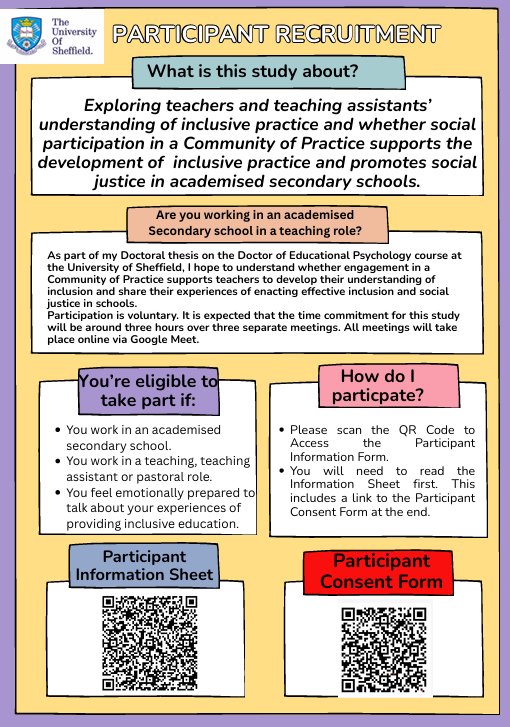 The
University
Of
Sheffield.
PARTICIPANT RECRUITMENT
What is this study about?
Exploring teachers and teaching assistants'
understanding of inclusive practice and whether social
participation in a Community of Practice supports the
development of inclusive practice and promotes social
justice in academised secondary schools.
Are you working in an academised
Secondary school in a teaching role?
As part of my Doctoral thesis on the Doctor of Educational Psychology course at
the University of Sheffield, I hope to understand whether engagement in a
Community of Practice supports teachers to develop their understanding of
inclusion and share their experiences of enacting effective inclusion and social
justice in schools.
Participation is voluntary. It is expected that the time commitment for this study
will be around three hours over three separate meetings. All meetings will take
place online via Google Meet.
You're eligible to
take part if:
• You work in an academised
secondary school.
• You work in a teaching, teaching
assistant or pastoral role.
• You feel emotionally prepared to
talk about your experiences of
providing inclusive education.
How do I
particpate?
• Please scan the QR Code to
Access the Participant
Information Form.
• You will need to read the
Information Sheet first. This
includes a link to the Participant
Consent Form at the end.
Participant
Information Sheet
Participant
Consent Form